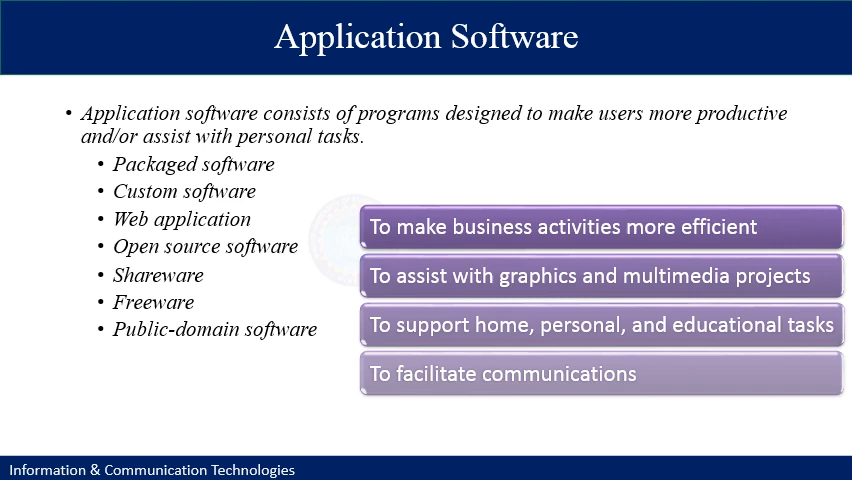 Application Software
• Application software consists of programs designed to make users more productive
and/or assist with personal tasks.
• Packaged software
• Custom software
• Web application
• Open source software
• Shareware
• Freeware
• Public-domain software
To make business activities more efficient
To assist with graphics and multimedia projects
To support home, personal, and educational tasks
To facilitate communications
Information & Communication Technologies